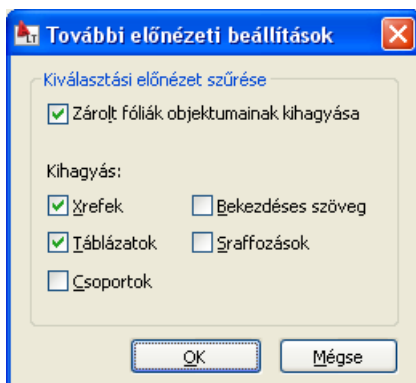 LT További előnézeti beállítások
Kiválasztási előnézet szűrése
Zárolt fóliák objektumainak kihagyása
Kihagyás:
Xrefek Bekezdéses szöveg
Táblázatok Sraffozások
Csoportok
OK Mégse